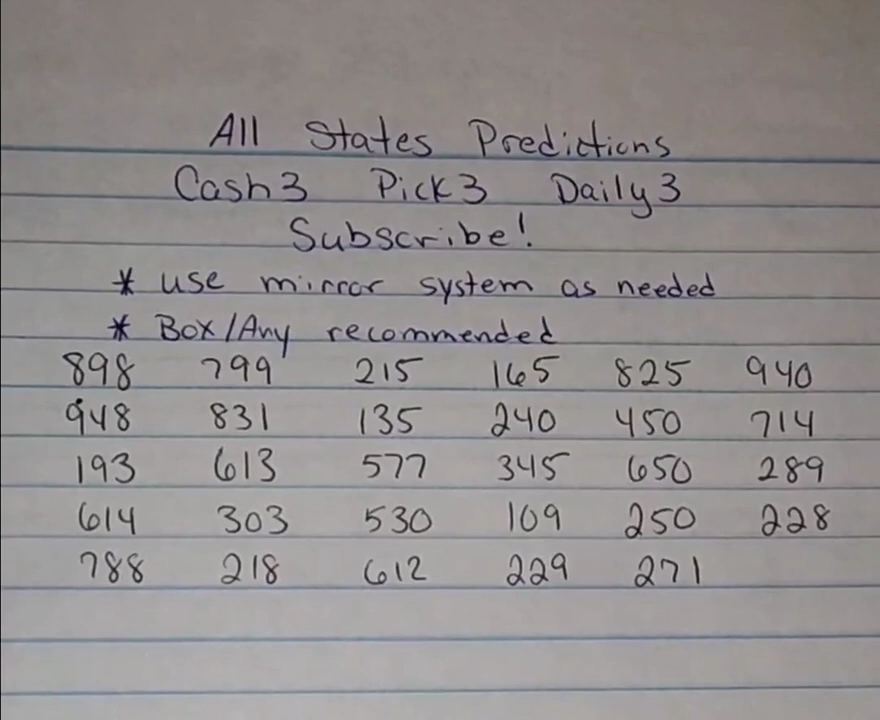 All States Predictions
Cash3 Pick3 Daily3
Subscribe!
* use mirror system as needed
* Box/Any recommended
898 799 215 165 825 940
948 831 135 240 450 714
193 613 577 345 650 289
614 303 530 109 250 228
788 218 612 229 271